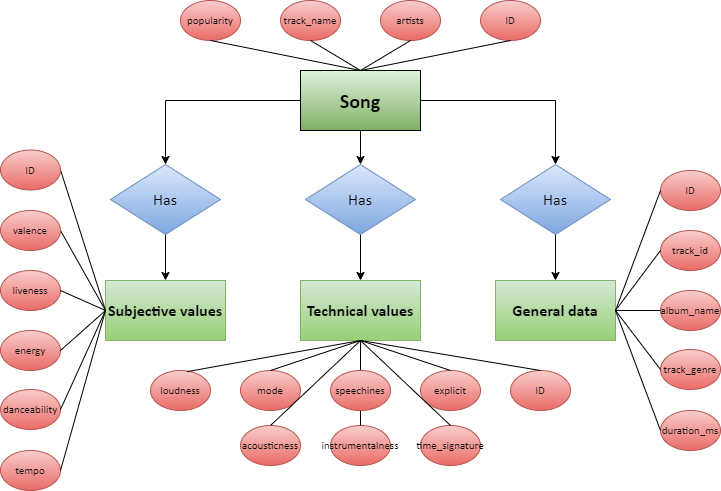 popularity
track_name
artists
ID
Song
Has
Has
Has
ID
valence
liveness
energy
danceability
tempo
Subjective values
Technical values
General data
ID
track_id
album_name
track_genre
duration_ms
loudness
mode
speechines
explicit
ID
acousticness
instrumentalness
time_signature